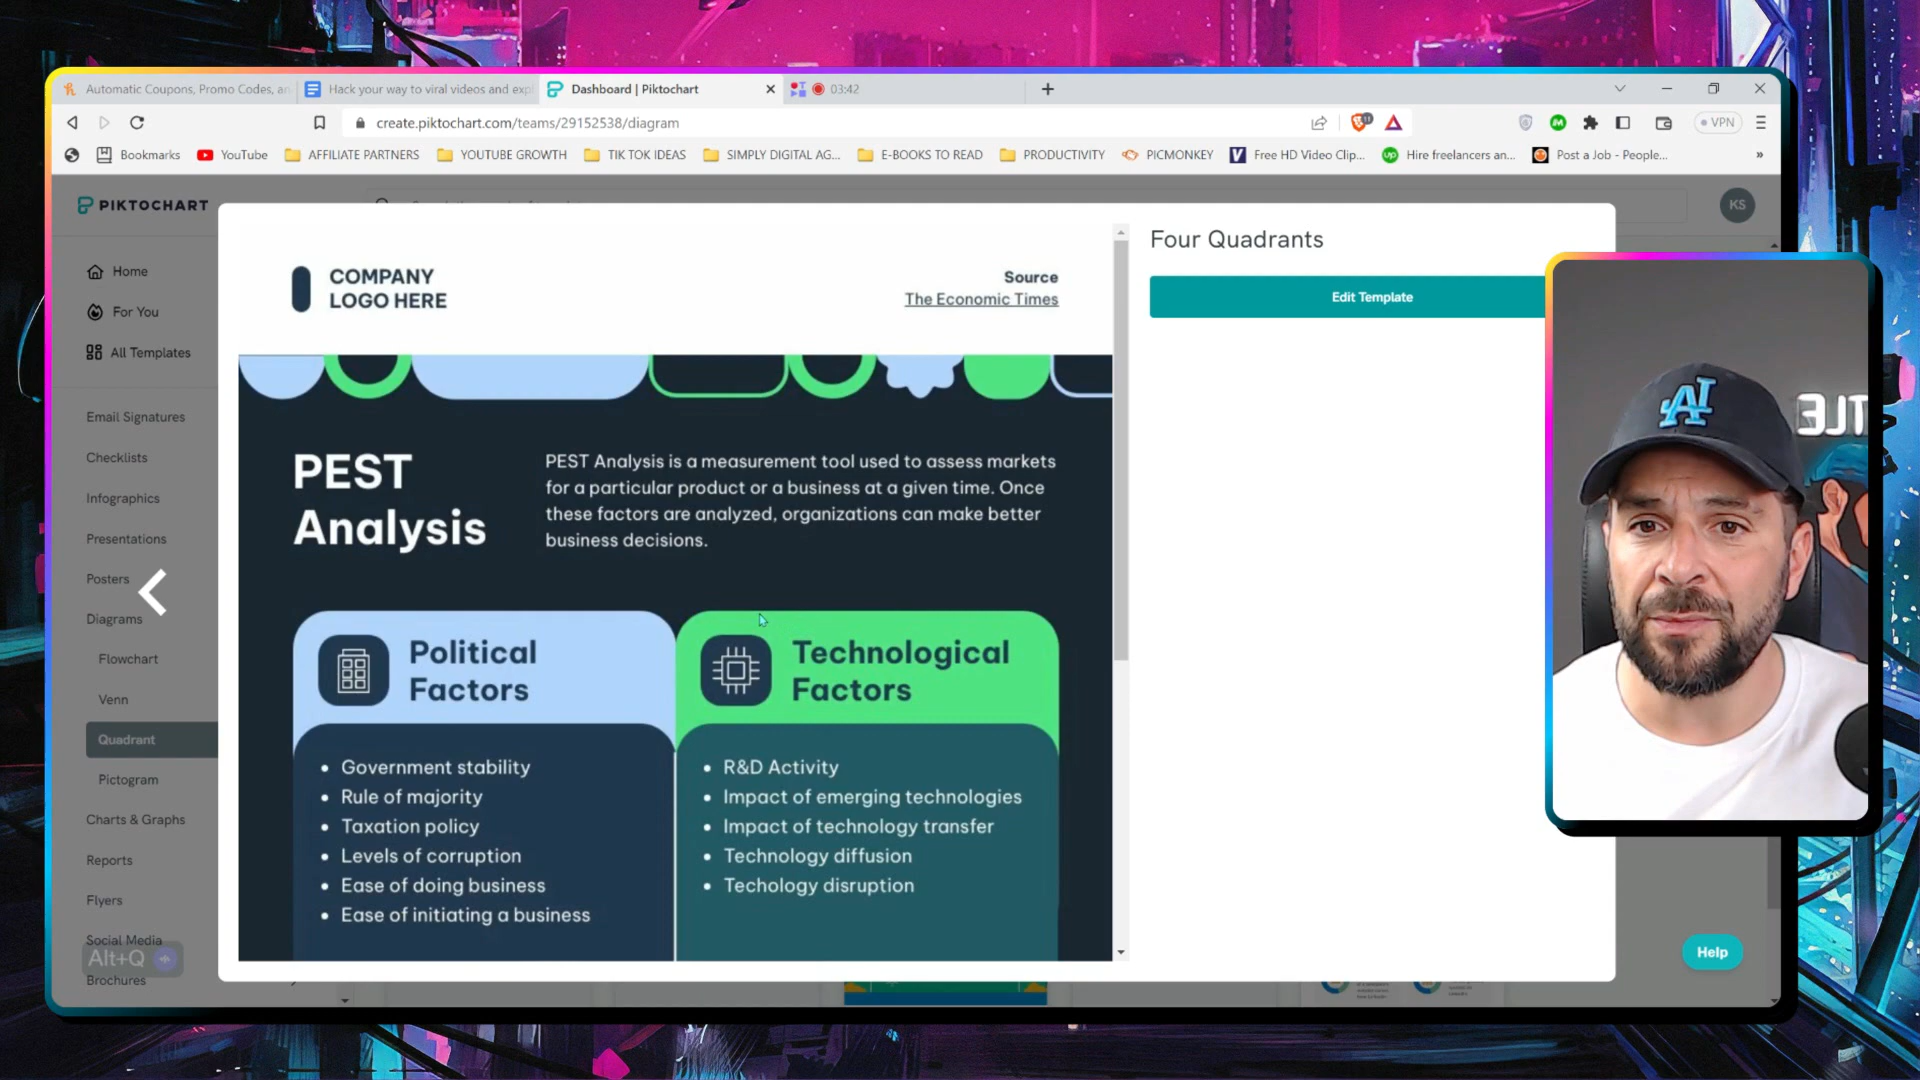 Automatic Coupons, Promo Codes, an
Hack your way to viral videos and exp
Dashboard | Piktochart
03:42
create.piktochart.com/teams/29152538/diagram
VPN
Bookmarks
YouTube
AFFILIATE PARTNERS
YOUTUBE GROWTH
TIK TOK IDEAS
SIMPLY DIGITAL AG...
E-BOOKS TO READ
PRODUCTIVITY
PICMONKEY
Free HD Video Clip...
Hire freelancers an...
Post a Job - People...
PIKTOCHART
KS
Home
For You
All Templates
Email Signatures
Checklists
Infographics
Presentations
Posters
Diagrams
Flowchart
Venn
Quadrant
Pictogram
Charts & Graphs
Reports
Flyers
Social Media
Alt+Q
Brochures
COMPANY
LOGO HERE
Source
The Economic Times
PEST
Analysis
PEST Analysis is a measurement tool used to assess markets
for a particular product or a business at a given time. Once
these factors are analyzed, organizations can make better
business decisions.
Political
Factors
Government stability
Rule of majority
Taxation policy
Levels of corruption
Ease of doing business
Ease of initiating a business
Technological
Factors
R&D Activity
Impact of emerging technologies
Impact of technology transfer
Technology diffusion
Techology disruption
Four Quadrants
Edit Template
AI
Help